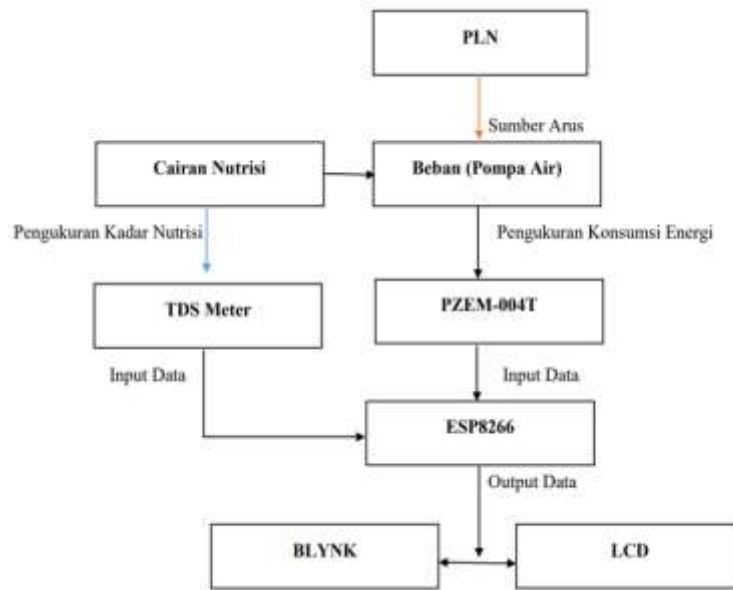 PLN
Sumber Arus
Cairan Nutrisi
Beban (Pompa Air)
Pengukuran Kadar Nutrisi
Pengukuran Konsumsi Energi
TDS Meter
PZEM-004T
Input Data
Input Data
ESP8266
Output Data
BLYNK
LCD